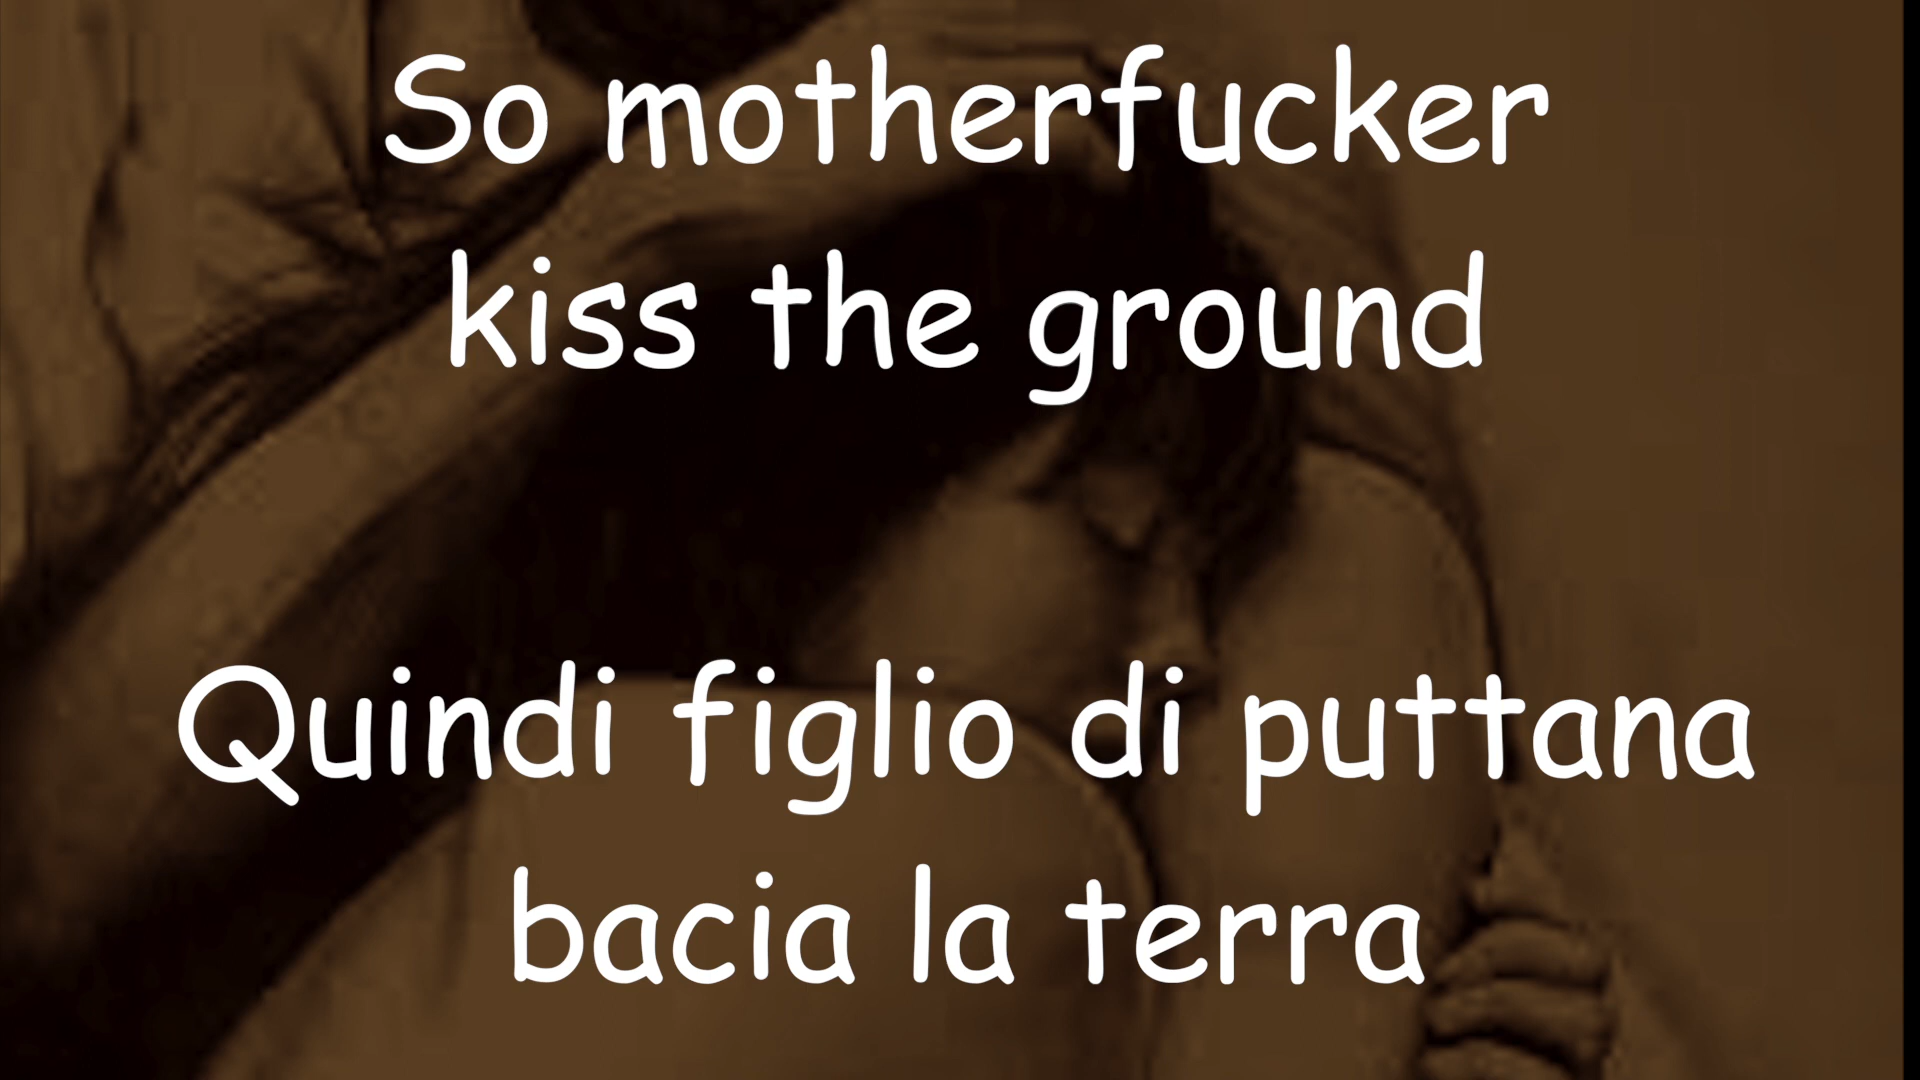 So motherfucker
kiss the ground
Quindi figlio di puttana
bacia la terra